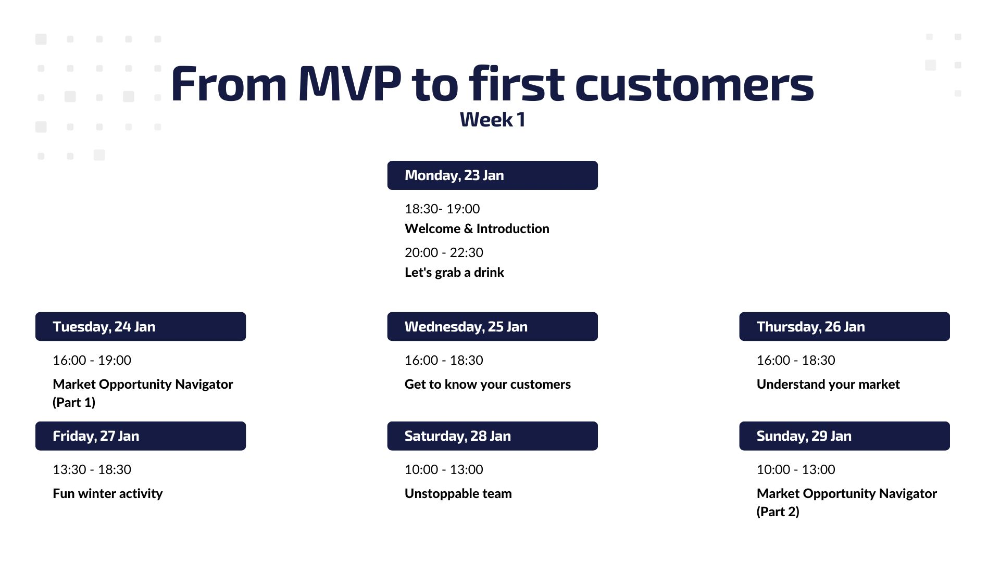 From MVP to first customers
Week 1
Monday, 23 Jan
18:30- 19:00
Welcome & Introduction
20:00 - 22:30
Let's grab a drink
Tuesday, 24 Jan
16:00 - 19:00
Market Opportunity Navigator
(Part 1)
Wednesday, 25 Jan
16:00 - 18:30
Get to know your customers
Thursday, 26 Jan
16:00 - 18:30
Understand your market
Friday, 27 Jan
13:30 - 18:30
Fun winter activity
Saturday, 28 Jan
10:00 - 13:00
Unstoppable team
Sunday, 29 Jan
10:00 - 13:00
Market Opportunity Navigator
(Part 2)